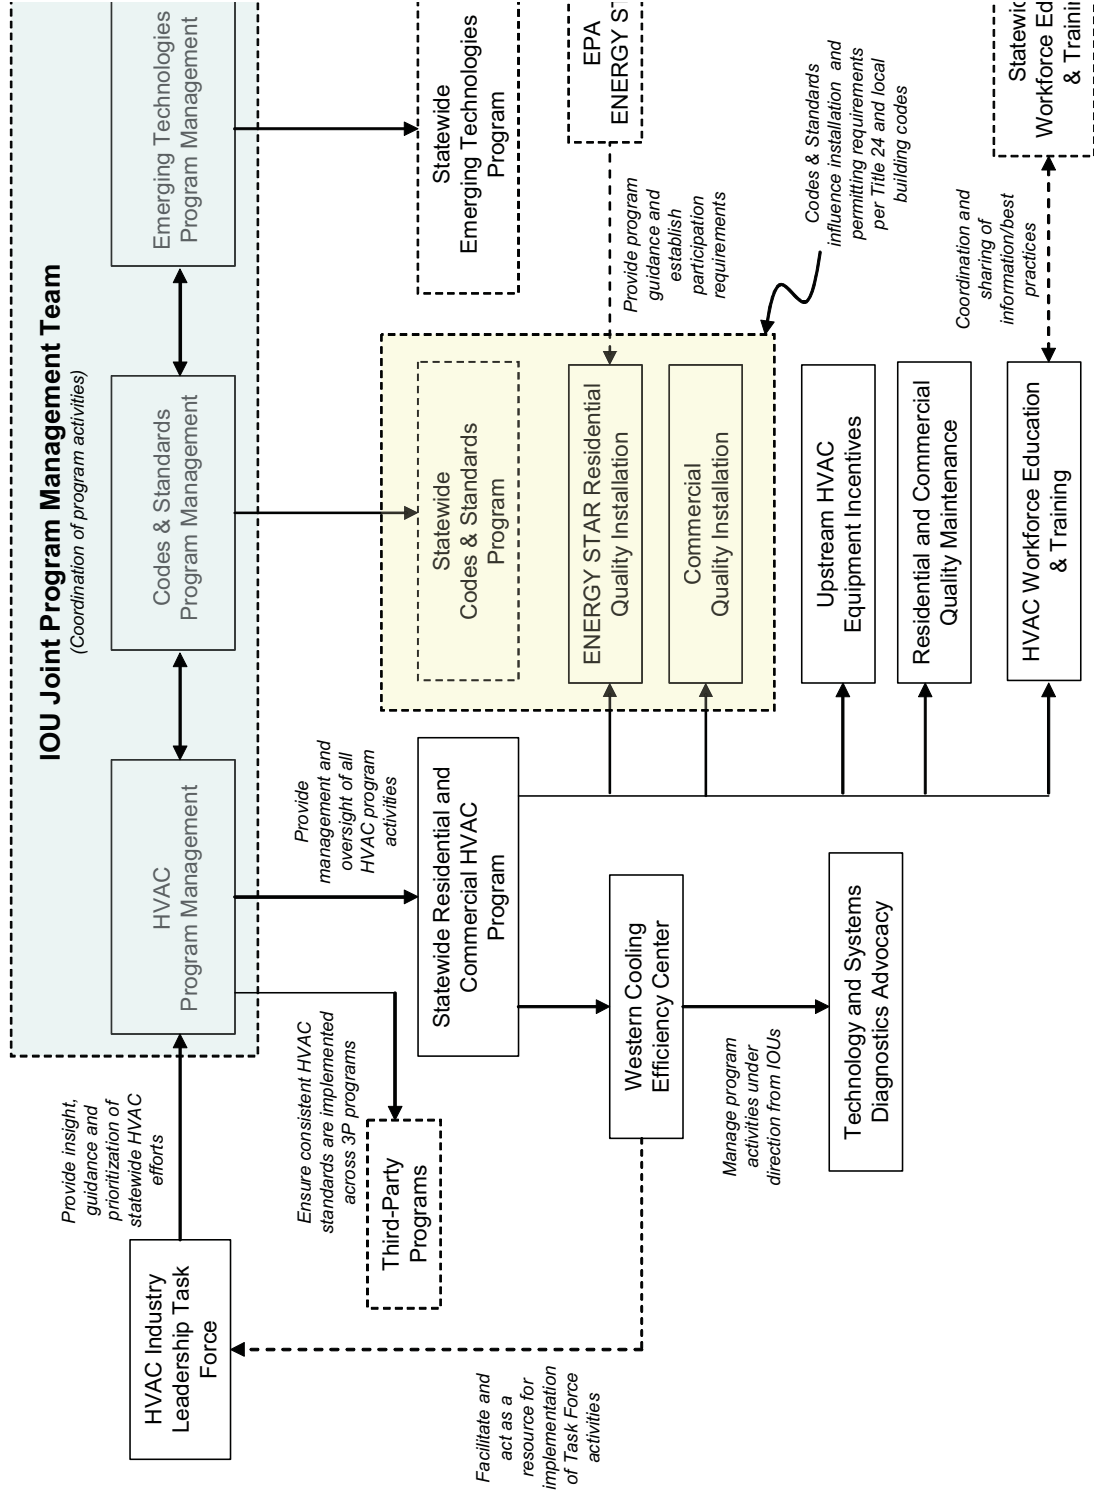 IOU Joint Program Management Team
(Coordination of program activities)
HVAC Industry
Leadership Task
Force
Provide insight,
guidance and
prioritization of
statewide HVAC
efforts
HVAC
Program Management
Codes & Standards
Program Management
Emerging Technologies
Program Management
Ensure consistent HVAC
standards are implemented
across 3P programs
Third-Party
Programs
Provide
management and
oversight of all
HVAC program
activities
Statewide Residential and
Commercial HVAC
Program
Statewide
Codes & Standards
Program
Statewide
Emerging Technologies
Program
Facilitate and
act as a
resource for
implementation
of Task Force
activities
Western Cooling
Efficiency Center
ENERGY STAR Residential
Quality Installation
Provide program
guidance and
establish
participation
requirements
EPA
ENERGY
Commercial
Quality Installation
Manage program
activities under
direction from IOUs
Technology and Systems
Diagnostics Advocacy
Upstream HVAC
Equipment Incentives
Codes & Standards
influence installation and
permitting requirements
per Title 24 and local
building codes
Residential and Commercial
Quality Maintenance
HVAC Workforce Education
& Training
Coordination and
sharing of
information/best
practices
Workforce
&